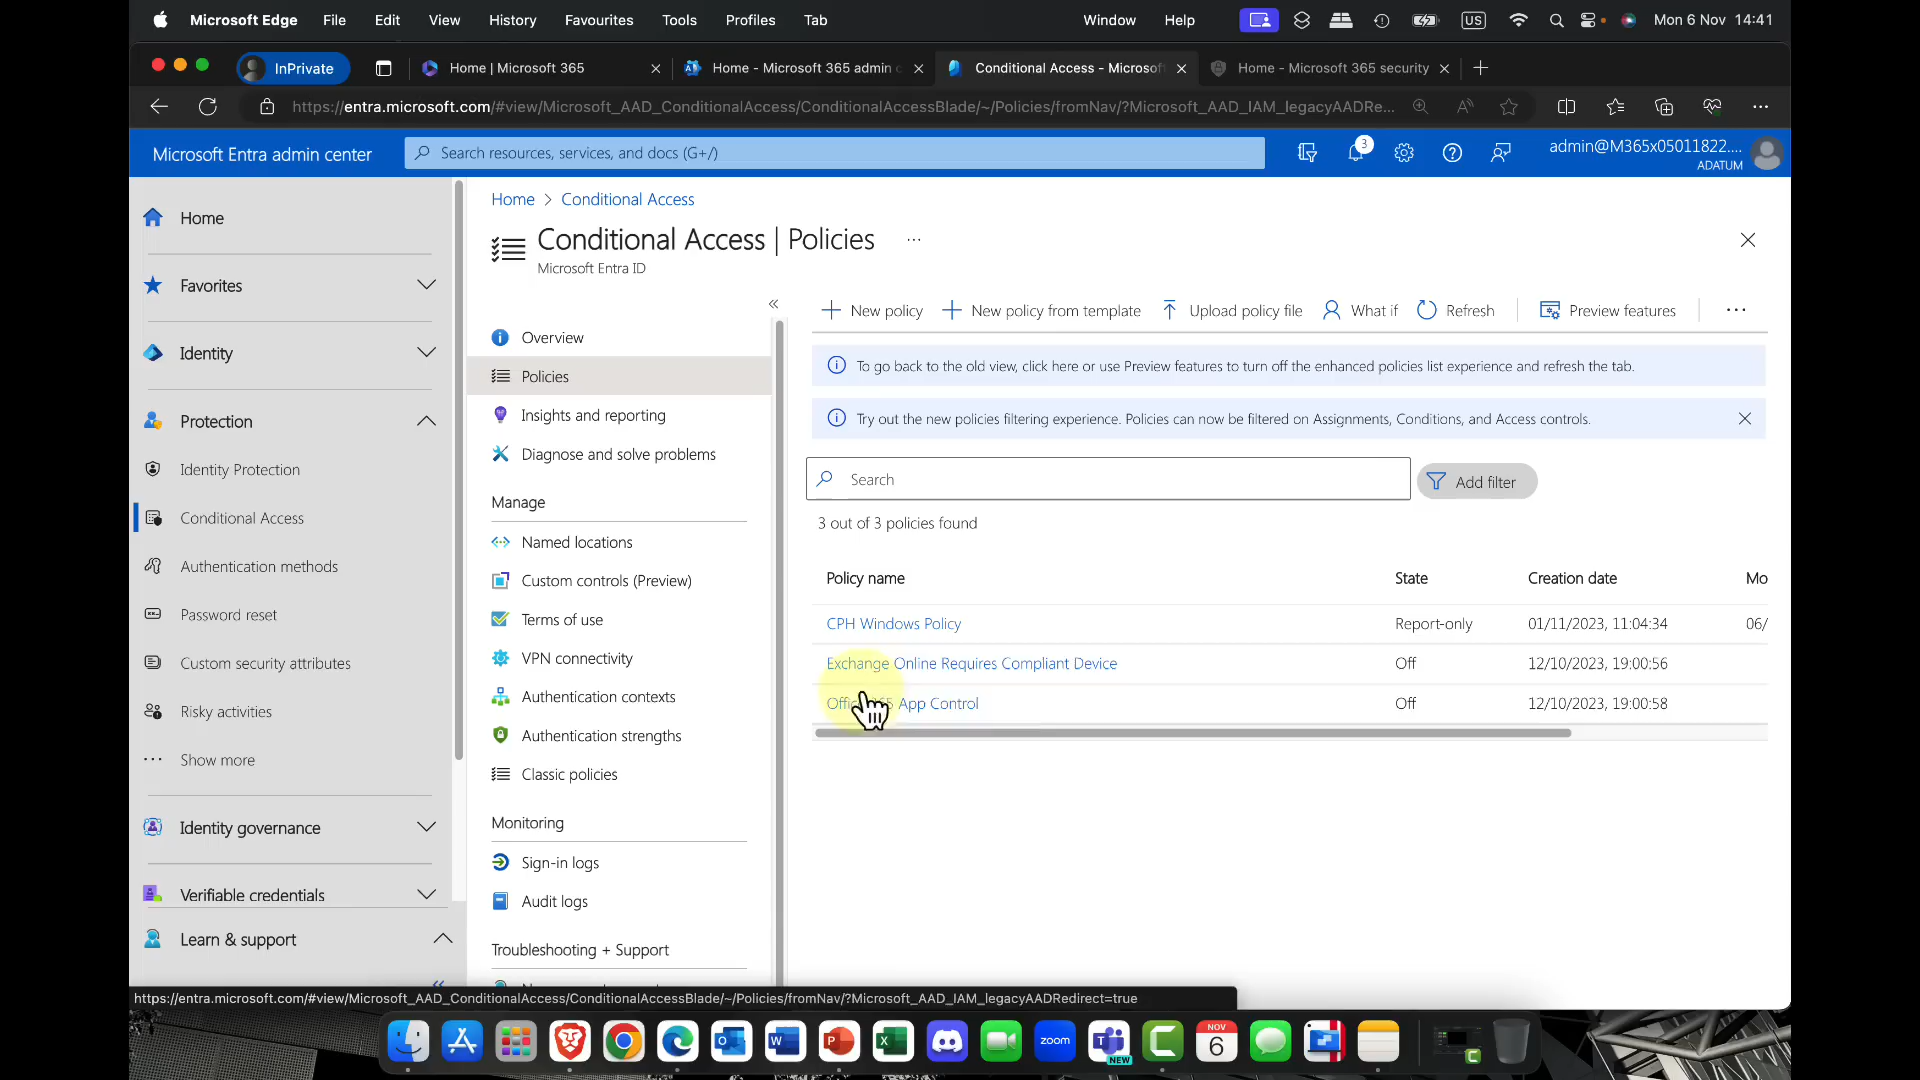 Microsoft Edge File Edit View History Favourites Tools Profiles Tab Window Help US Mon 6 Nov 14:41
InPrivate Home | Microsoft 365 Home - Microsoft 365 admin c Conditional Access - Microsof Home - Microsoft 365 security
https://entra.microsoft.com/#view/Microsoft_AAD_ConditionalAccess/ConditionalAccessBlade/~/Policies/fromNav/?Microsoft_AAD_IAM_legacyAADRe...
Microsoft Entra admin center
Search resources, services, and docs (G+/)
3
admin@M365x05011822....
ADATUM
Home
Favorites
Identity
Protection
Identity Protection
Conditional Access
Authentication methods
Password reset
Custom security attributes
Risky activities
Show more
Identity governance
Verifiable credentials
Learn & support
Home > Conditional Access
Conditional Access | Policies ...
Microsoft Entra ID
Overview
Policies
Insights and reporting
Diagnose and solve problems
Manage
Named locations
Custom controls (Preview)
Terms of use
VPN connectivity
Authentication contexts
Authentication strengths
Classic policies
Monitoring
Sign-in logs
Audit logs
Troubleshooting + Support
New policy New policy from template Upload policy file What if Refresh Preview features ...
To go back to the old view, click here or use Preview features to turn off the enhanced policies list experience and refresh the tab.
Try out the new policies filtering experience. Policies can now be filtered on Assignments, Conditions, and Access controls.
Search Add filter
3 out of 3 policies found
Policy name State Creation date Mo
CPH Windows Policy Report-only 01/11/2023, 11:04:34 06/
Exchange Online Requires Compliant Device Off 12/10/2023, 19:00:56
Office 365 App Control Off 12/10/2023, 19:00:58
https://entra.microsoft.com/#view/Microsoft_AAD_ConditionalAccess/ConditionalAccessBlade/~/Policies/fromNav/?Microsoft_AAD_IAM_legacyAADRedirect=true
zoom
NEW
NOV
6